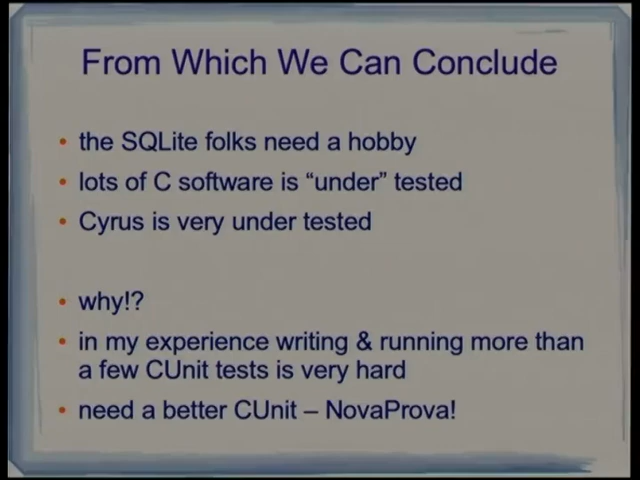 From Which We Can Conclude
• the SQLite folks need a hobby
• lots of C software is “under” tested
• Cyrus is very under tested
• why!?
• in my experience writing & running more than
a few CUnit tests is very hard
• need a better CUnit – NovaProva!